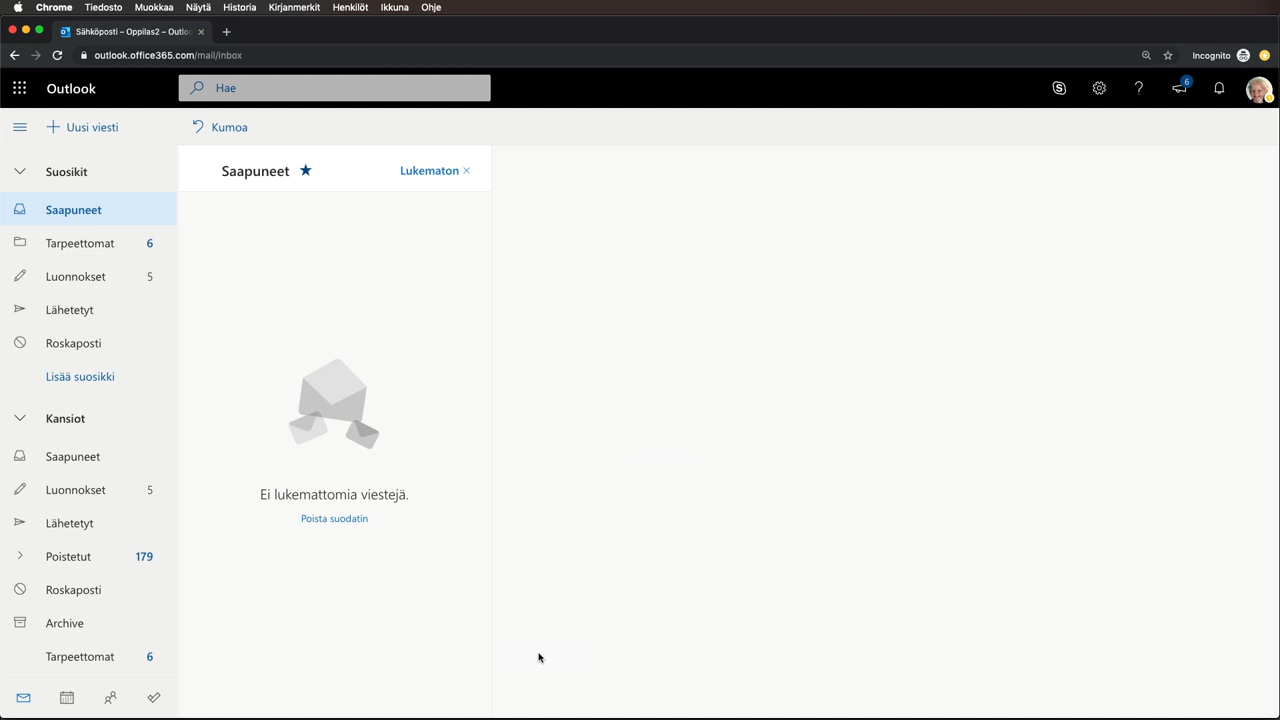 Chrome Tiedosto Muokkaa Näytä Historia Kirjanmerkit Henkilöt Ikkuna Ohje
Sähköposti – Oppilas2 – Outlo
outlook.office365.com/mail/inbox
Incognito
Outlook
Hae
6
Uusi viesti
Kumoa
Suosikit
Saapuneet
Tarpeettomat 6
Luonnokset 5
Lähetetyt
Roskaposti
Lisää suosikki
Kansiot
Saapuneet
Luonnokset 5
Lähetetyt
Poistetut 179
Roskaposti
Archive
Tarpeettomat 6
Saapuneet
Lukematon
Ei lukemattomia viestejä.
Poista suodatin